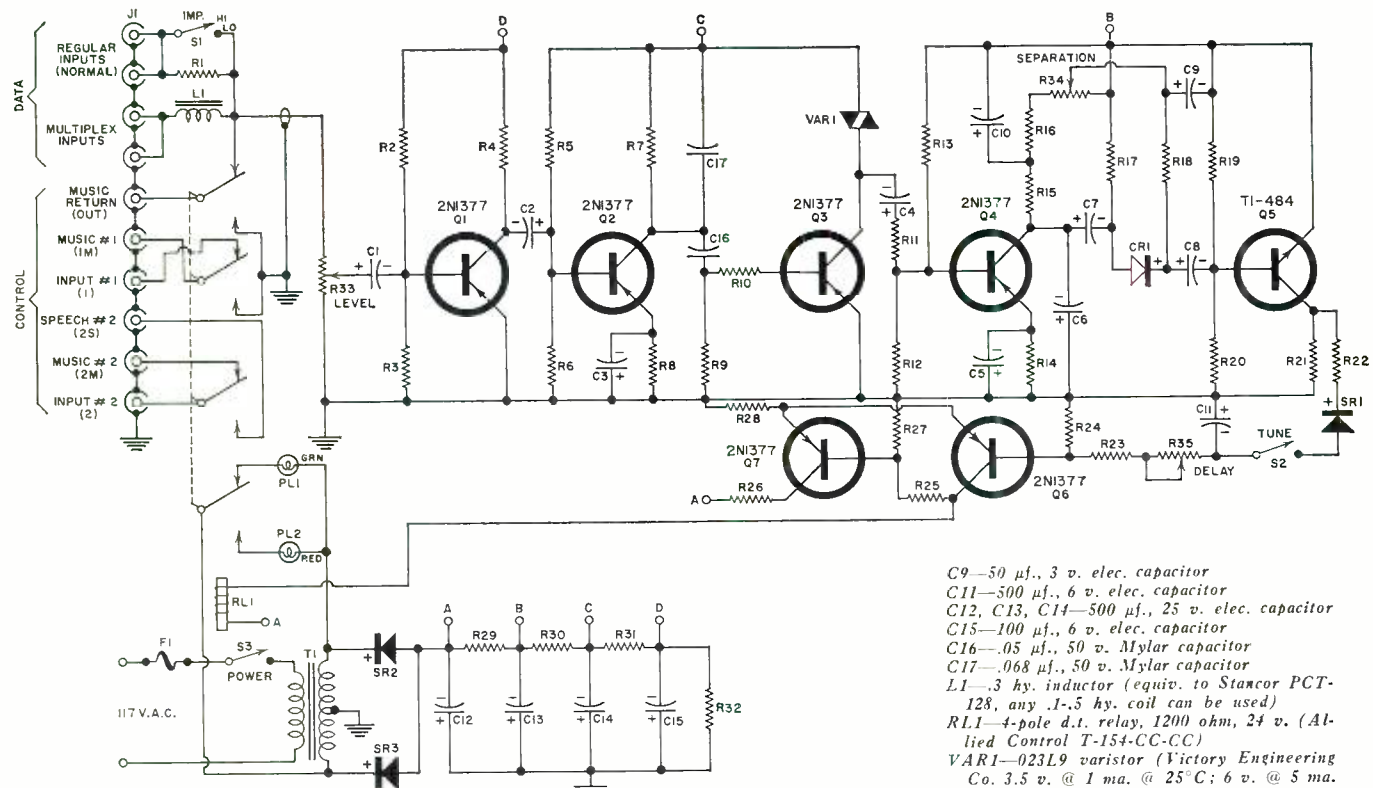 J1
IMP.
HI
LO
S1
REGULAR
INPUTS
(NORMAL)
R1
L1
DATA
MULTIPLEX
INPUTS
CONTROL
MUSIC
RETURN
(OUT)
MUSIC #1
(1M)
INPUT #1
(1)
SPEECH #2
(2S)
MUSIC #2
(2M)
INPUT #2
(2)
D
C
B
R2
R4
R5
R7
C17
VAR1
R13
C10
SEPARATION
R34
R16
C9
R17
R18
R19
R15
2N1377
Q1
C2
2N1377
Q2
C16
2N1377
Q3
C4
R11
2N1377
Q4
C7
TI-484
Q5
C1
R33
LEVEL
R10
CR1
C8
C6
R3
R6
C3
R8
R9
R12
C5
R14
R20
R21
R22
R28
R27
R24
C11
SR1
2N1377
Q7
R23
R35
DELAY
TUNE
S2
R26
A
R25
2N1377
Q6
GRN
PL1
PL2
RED
RL1
A
F1
S3
POWER
T1
117 V.A.C.
SR2
SR3
A
B
C
D
R29
R30
R31
C12
C13
C14
C15
R32
C9—50 µf., 3 v. elec. capacitor
C11—500 µf., 6 v. elec. capacitor
C12, C13, C14—500 µf., 25 v. elec. capacitor
C15—100 µf., 6 v. elec. capacitor
C16—.05 µf., 50 v. Mylar capacitor
C17—.068 µf., 50 v. Mylar capacitor
L1—.3 hy. inductor (equiv. to Stancor PCT-
128, any .1-.5 hy. coil can be used)
RL1—4-pole d.t. relay, 1200 ohm, 24 v. (Al-
lied Control T-154-CC-CC)
VAR1—023L9 varistor (Victory Engineering
Co. 3.5 v. @ 1 ma. @ 25°C; 6 v. @ 5 ma.